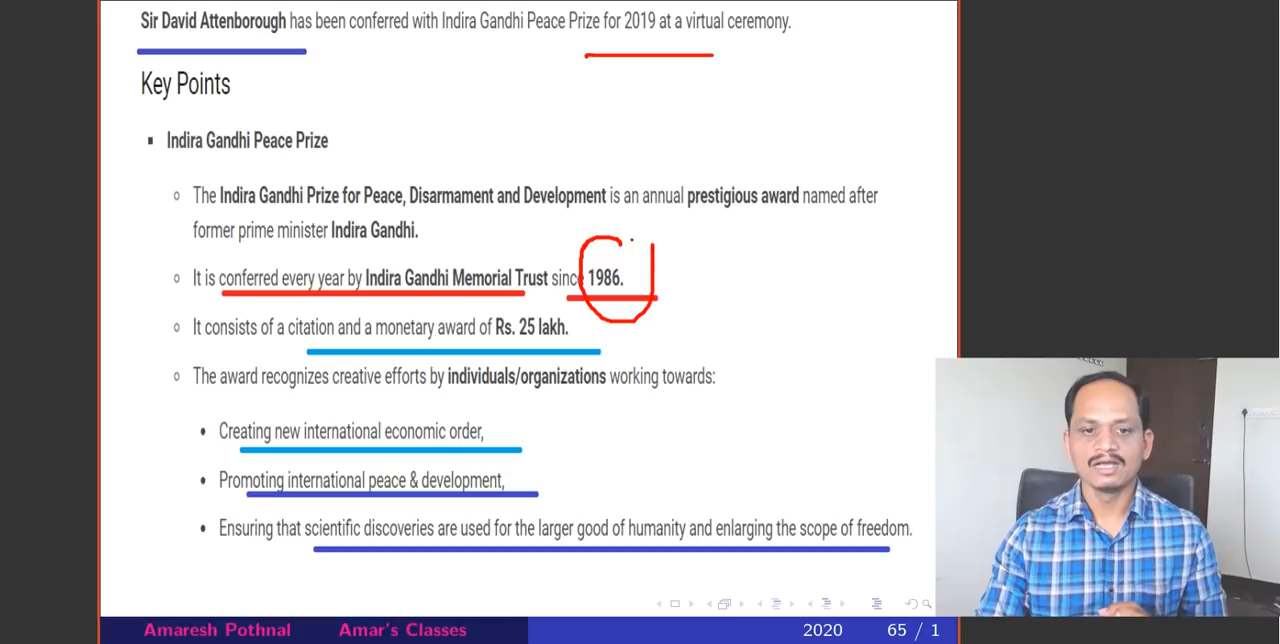 Sir David Attenborough has been conferred with Indira Gandhi Peace Prize for 2019 at a virtual ceremony.
Key Points
▪ Indira Gandhi Peace Prize
○ The Indira Gandhi Prize for Peace, Disarmament and Development is an annual prestigious award named after
former prime minister Indira Gandhi.
○ It is conferred every year by Indira Gandhi Memorial Trust since 1986.
○ It consists of a citation and a monetary award of Rs. 25 lakh.
○ The award recognizes creative efforts by individuals/organizations working towards:
• Creating new international economic order,
• Promoting international peace & development,
• Ensuring that scientific discoveries are used for the larger good of humanity and enlarging the scope of freedom.
Amaresh Pothnal Amar's Classes 2020 65 / 1